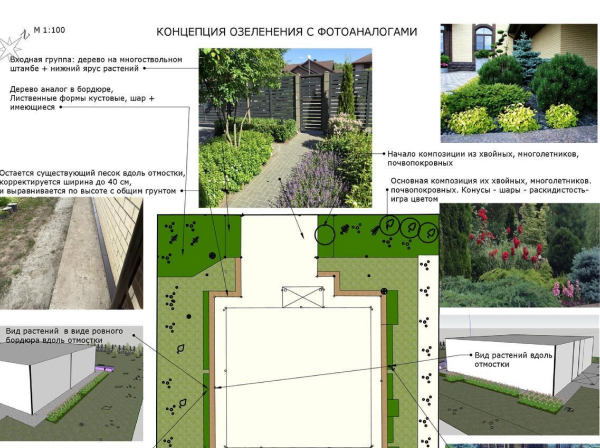 М 1:100
КОНЦЕПЦИЯ ОЗЕЛЕНЕНИЯ С ФОТОАНАЛОГАМИ
Входная группа: дерево на многоствольном
штамбе + нижний ярус растений
Дерево аналог в бордюре,
Лиственные формы кустовые, шар +
имеющиеся
Остается существующий песок вдоль отмостки,
корректируется ширина до 40 см,
и выравнивается по высоте с общим грунтом
Начало композиции из хвойных, многолетников,
почвопокровных
Основная композиция их хвойных, многолетников.
почвопокровных. Конусы - шары - раскидистость-
игра цветом
Вид растений в виде ровного
бордюра вдоль отмостки
Вид растений вдоль
отмостки